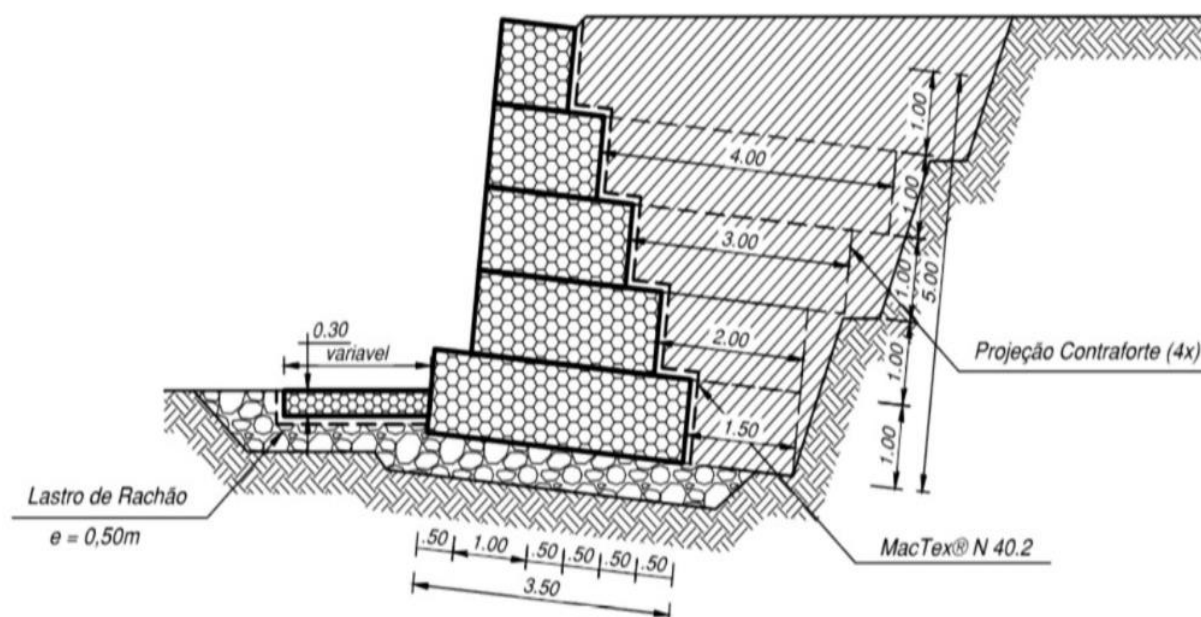 1.00
4.00
1.00
3.00
1.00
5.00
0.30
variavel
2.00
Projeção Contraforte (4x)
1.00
1.50
1.00
Lastro de Rachão
e = 0,50m
MacTex® N 40.2
.50 1.00 .50 .50 .50 .50
3.50